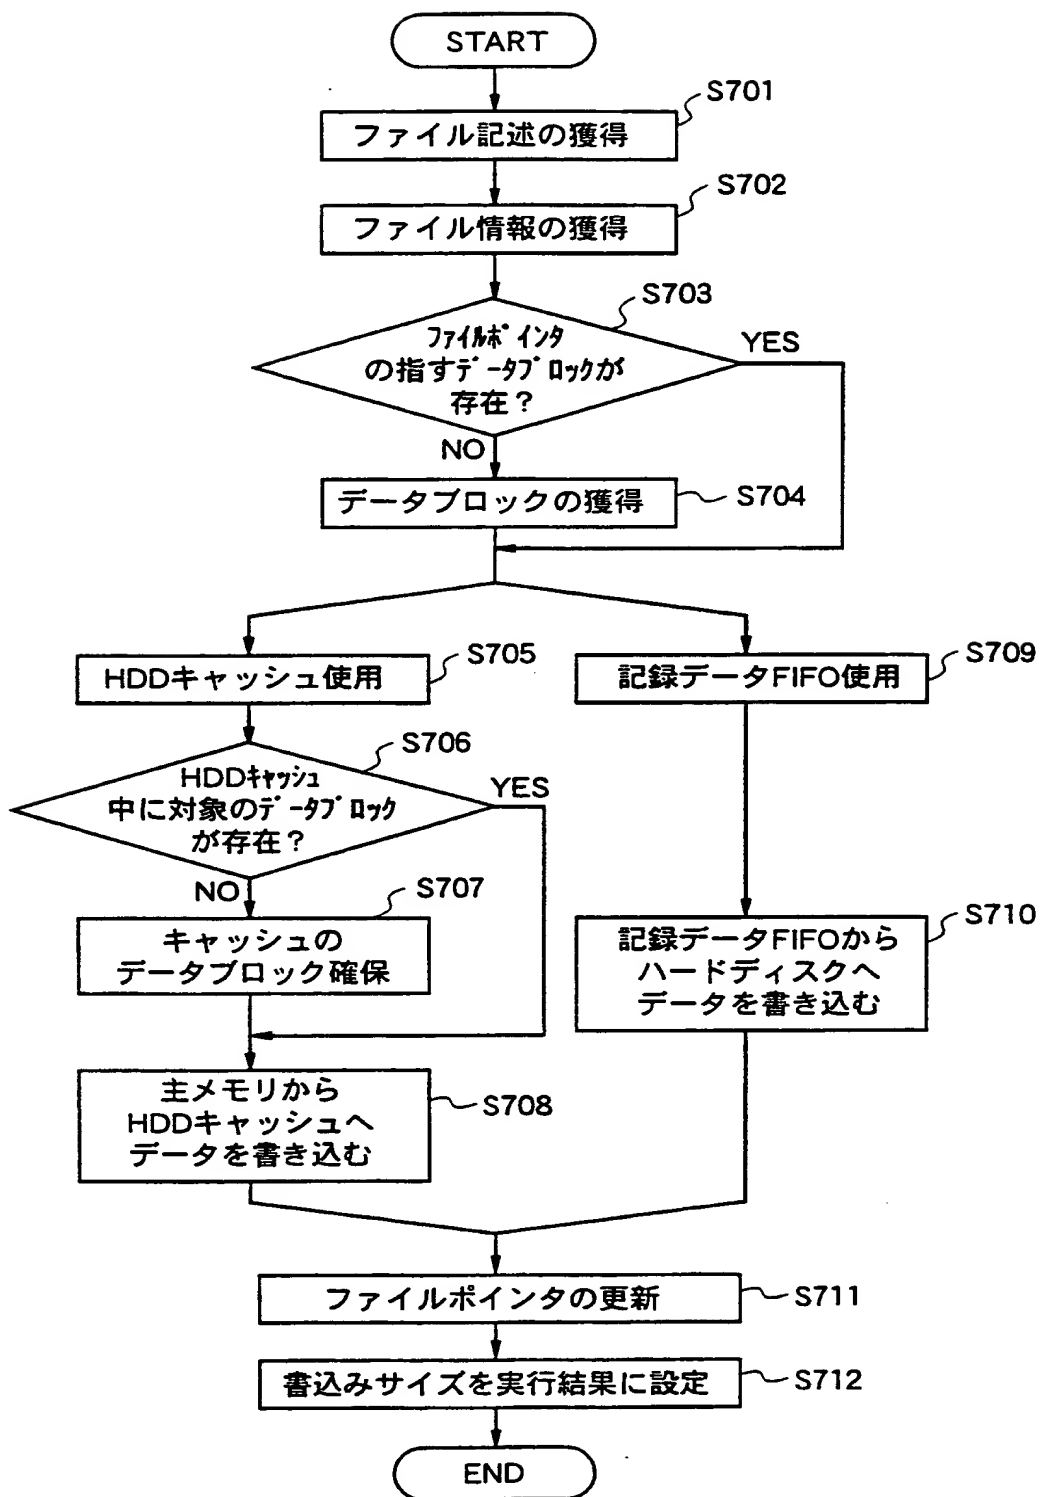 START
S701
ファイル記述の獲得
S702
ファイル情報の獲得
S703
ファイルポインタ
の指すデータブロックが
存在？
YES
NO
データブロックの獲得
S704
HDDキャッシュ使用
S705
S706
HDDキャッシュ
中に対象のデータブロック
が存在？
YES
NO
S707
キャッシュの
データブロック確保
主メモリから
HDDキャッシュへ
データを書き込む
S708
記録データFIFO使用
S709
記録データFIFOから
ハードディスクへ
データを書き込む
S710
ファイルポインタの更新
S711
書込みサイズを実行結果に設定
S712
END